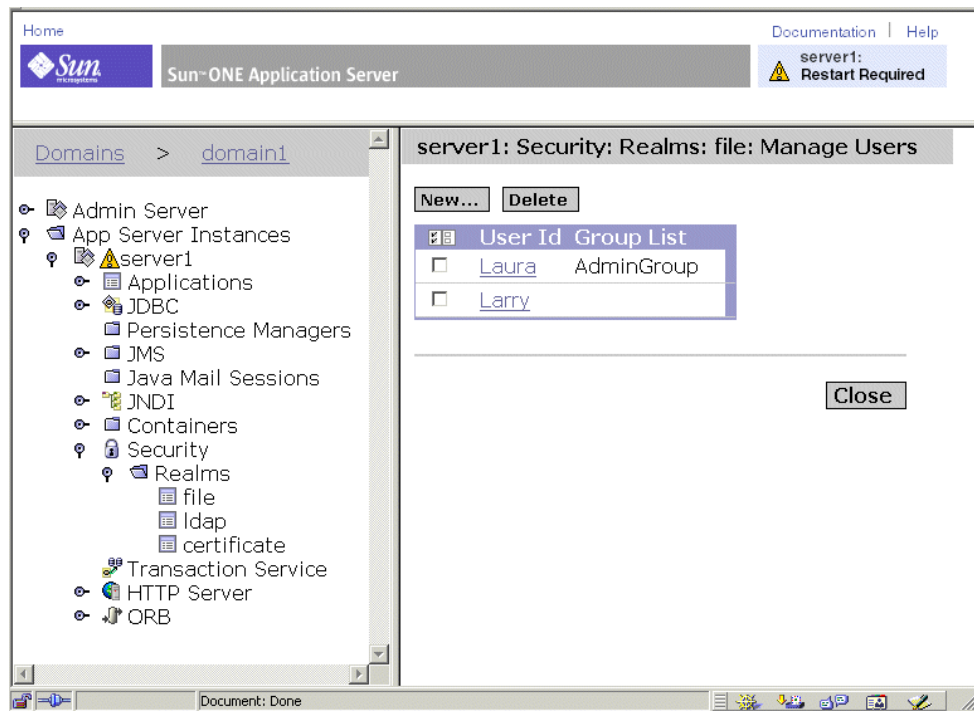 Home
Documentation | Help
Sun
microsystems
Sun™ ONE Application Server
server1:
Restart Required
Domains > domain1
Admin Server
App Server Instances
server1
Applications
JDBC
Persistence Managers
JMS
Java Mail Sessions
JNDI
Containers
Security
Realms
file
ldap
certificate
Transaction Service
HTTP Server
ORB
server1: Security: Realms: file: Manage Users
New... Delete
User Id Group List
Laura AdminGroup
Larry
Close
Document: Done